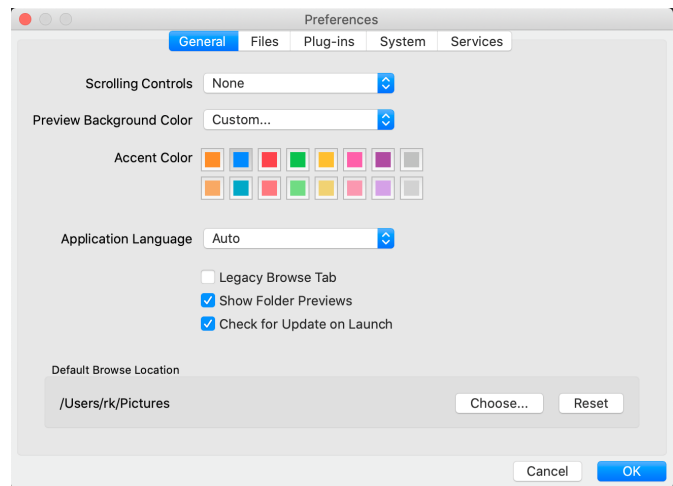 Preferences
General Files Plug-ins System Services
Scrolling Controls None
Preview Background Color Custom...
Accent Color
Application Language Auto
Legacy Browse Tab
Show Folder Previews
Check for Update on Launch
Default Browse Location
/Users/rk/Pictures Choose... Reset
Cancel OK